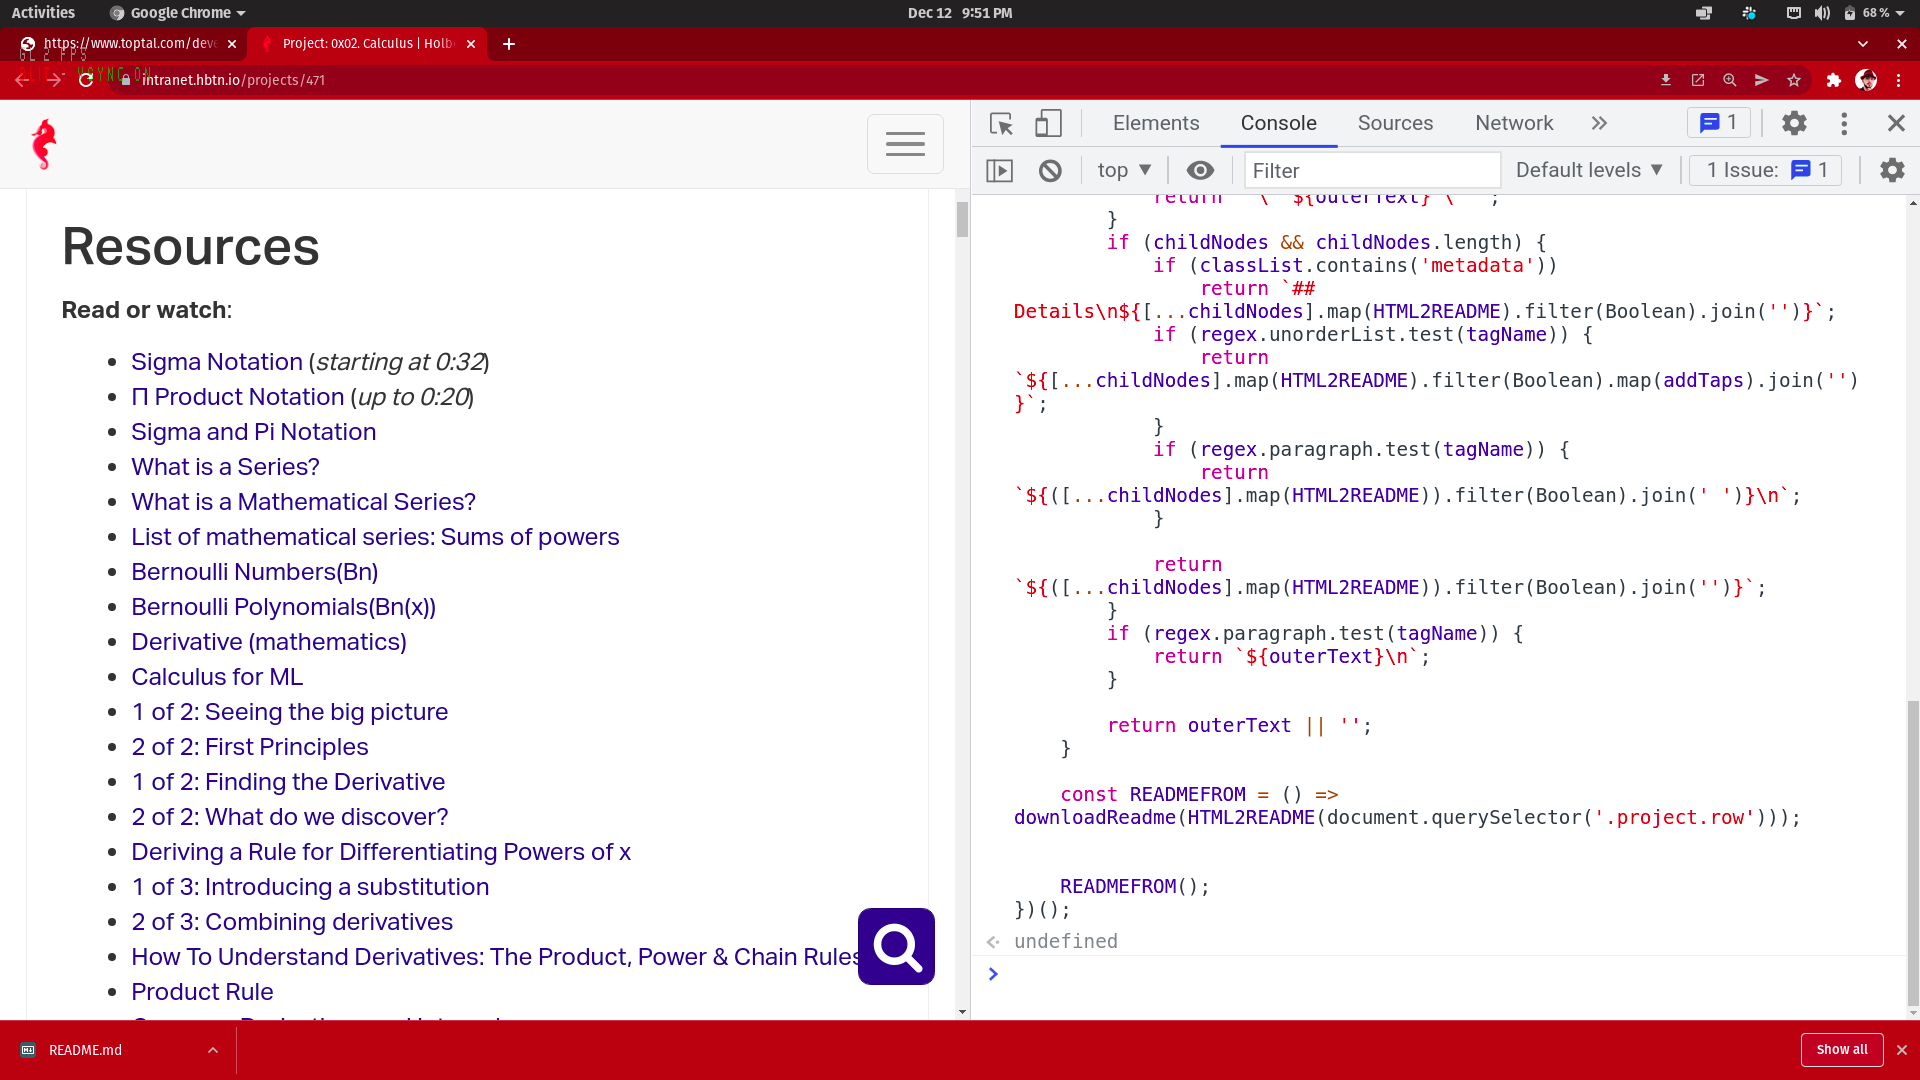 Activities
Google Chrome
Dec 12 9:51 PM
68 %
https://www.toptal.com/deve
Project: 0x02. Calculus | Holb
GL 2 FPS
VSYNC ON
intranet.hbtn.io/projects/471
Resources
Read or watch:
Sigma Notation (starting at 0:32)
Π Product Notation (up to 0:20)
Sigma and Pi Notation
What is a Series?
What is a Mathematical Series?
List of mathematical series: Sums of powers
Bernoulli Numbers(Bn)
Bernoulli Polynomials(Bn(x))
Derivative (mathematics)
Calculus for ML
1 of 2: Seeing the big picture
2 of 2: First Principles
1 of 2: Finding the Derivative
2 of 2: What do we discover?
Deriving a Rule for Differentiating Powers of x
1 of 3: Introducing a substitution
2 of 3: Combining derivatives
How To Understand Derivatives: The Product, Power & Chain Rules
Product Rule
Elements
Console
Sources
Network
1
top
Filter
Default levels
1 Issue: 1
return `\`${outerText}\``;
}
if (childNodes && childNodes.length) {
if (classList.contains('metadata'))
return `##
Details\n${[...childNodes].map(HTML2README).filter(Boolean).join('')}`;
if (regex.unorderList.test(tagName)) {
return
`${[...childNodes].map(HTML2README).filter(Boolean).map(addTaps).join('')
}`;
}
if (regex.paragraph.test(tagName)) {
return
`${([...childNodes].map(HTML2README)).filter(Boolean).join(' ')}\n`;
}
return
`${([...childNodes].map(HTML2README)).filter(Boolean).join('')}`;
}
if (regex.paragraph.test(tagName)) {
return `${outerText}\n`;
}
return outerText || '';
}
const READMEFROM = () =>
downloadReadme(HTML2README(document.querySelector('.project.row')));
READMEFROM();
})();
undefined
README.md
Show all